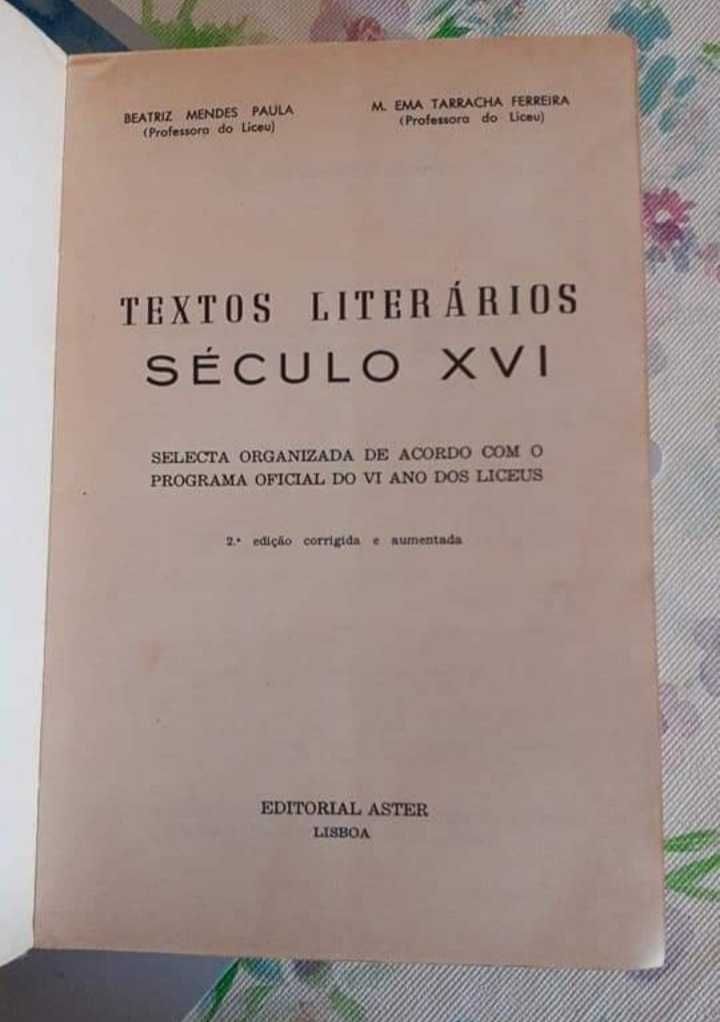 BEATRIZ MENDES PAULA
(Professora do Liceu)
M. EMA TARRACHA FERREIRA
(Professora do Liceu)
TEXTOS LITERÁRIOS
SÉCULO XVI
SELECTA ORGANIZADA DE ACORDO COM O
PROGRAMA OFICIAL DO VI ANO DOS LICEUS
2.ª edição corrigida e aumentada
EDITORIAL ASTER
LISBOA